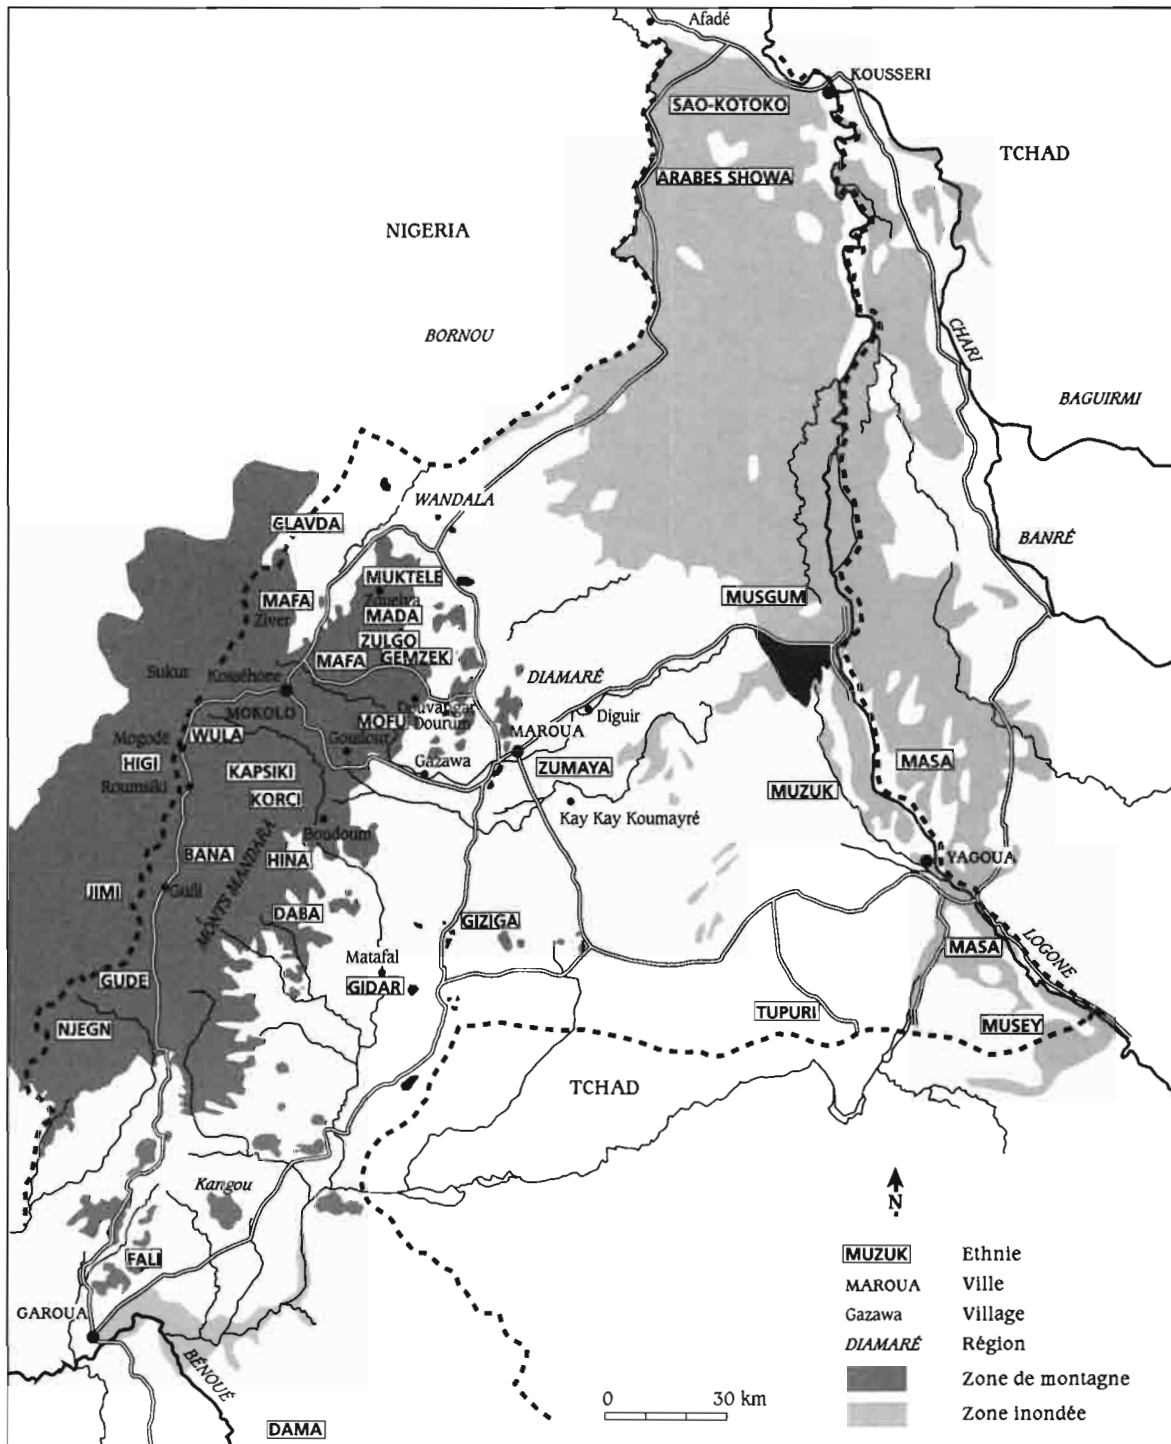 Afadé
KOUSSERI
SAO-KOTOKO
TCHAD
ARABES SHOWA
NIGERIA
BORNOU
CHARI
BAGUIRMI
WANDALA
GLAVDA
BANRÉ
MUKTELE
MAFA
MUSGUM
MADA
Ziver
ZULGO
MAFA
GEMZEK
Sukur
DIAMARÉ
MOKOLO
Douvangar
MOFU
Dourum
Diguir
WULA
Mogodé
Goudour
MAROUA
HIGI
Gazawa
ZUMAYA
MASA
KAPSIKI
Roumsiki
MUZUK
KORCI
Kay Kay Koumayré
Boudoum
BANA
HINA
YAGOUA
JIMI
Guili
MONTS MANDARA
DABA
GIZIGA
MASA
LOGONE
Matafal
GUDE
GIDAR
TUPURI
MUSEY
NJEGN
TCHAD
Kangou
N
FALI
MUZUK Ethnie
MAROUA Ville
GAROUA
Gazawa Village
DIAMARÉ Région
BÉNOUÉ
Zone de montagne
0 30 km
Zone inondée
DAMA